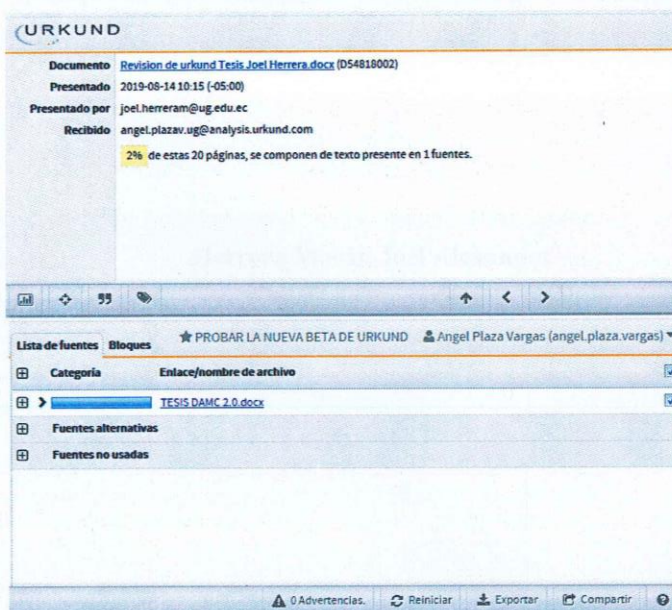 URKUND
Documento Revision de urkund Tesis Joel Herrera.docx (D54818002)
Presentado 2019-08-14 10:15 (-05:00)
Presentado por joel.herreram@ug.edu.ec
Recibido angel.plazav.ug@analysis.urkund.com
2% de estas 20 páginas, se componen de texto presente en 1 fuentes.
Lista de fuentes Bloques ★ PROBAR LA NUEVA BETA DE URKUND Angel Plaza Vargas (angel.plaza.vargas)
Categoría Enlace/nombre de archivo
TESIS DAMC 2.0.docx
Fuentes alternativas
Fuentes no usadas
0 Advertencias. Reiniciar Exportar Compartir